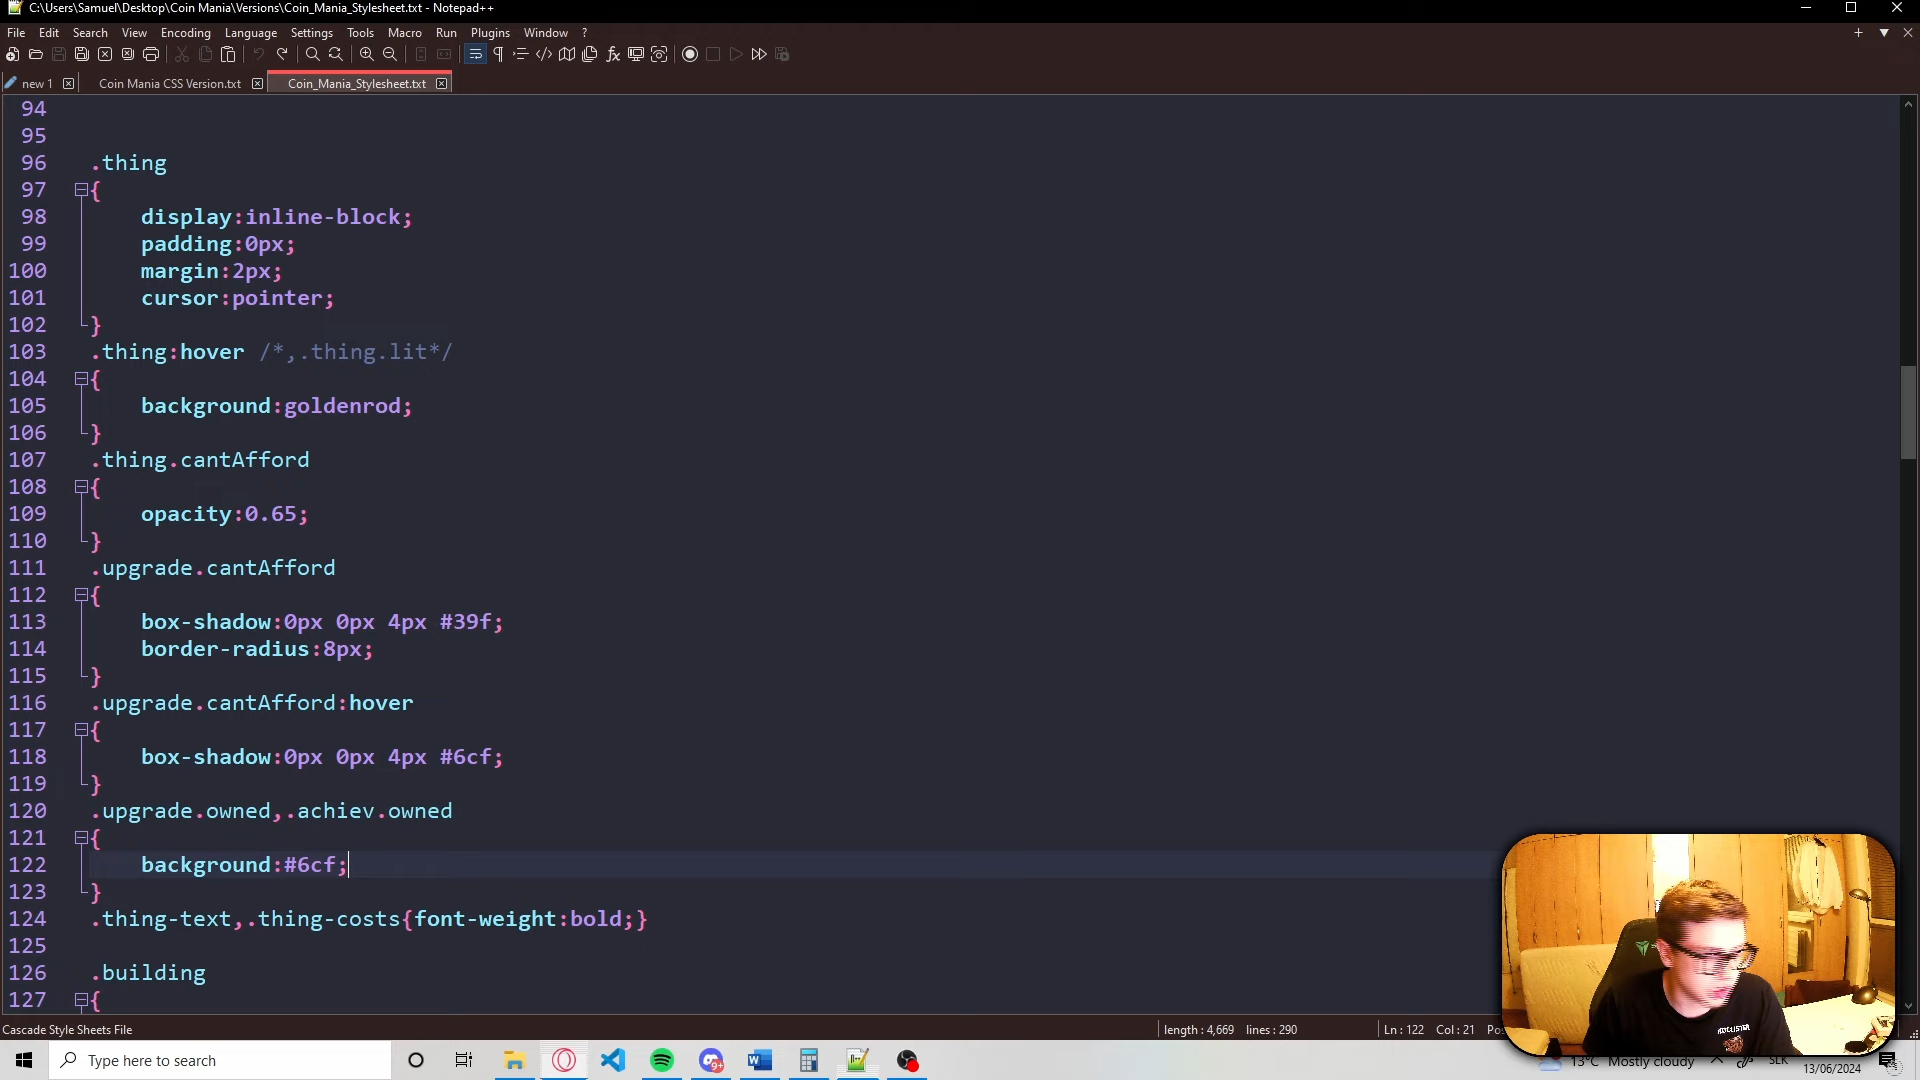 C:\Users\Samuel\Desktop\Coin Mania\Versions\Coin_Mania_Stylesheet.txt - Notepad++
File Edit Search View Encoding Language Settings Tools Macro Run Plugins Window ?
new 1 Coin Mania CSS Version.txt Coin_Mania_Stylesheet.txt
94
95
96 .thing
97 {
98 display:inline-block;
99 padding:0px;
100 margin:2px;
101 cursor:pointer;
102 }
103 .thing:hover /*,.thing.lit*/
104 {
105 background:goldenrod;
106 }
107 .thing.cantAfford
108 {
109 opacity:0.65;
110 }
111 .upgrade.cantAfford
112 {
113 box-shadow:0px 0px 4px #39f;
114 border-radius:8px;
115 }
116 .upgrade.cantAfford:hover
117 {
118 box-shadow:0px 0px 4px #6cf;
119 }
120 .upgrade.owned,.achiev.owned
121 {
122 background:#6cf;
123 }
124 .thing-text,.thing-costs{font-weight:bold;}
125
126 .building
127 {
HOLLISTER
Cascade Style Sheets File length : 4,669 lines : 290 Ln : 122 Col : 21 Pos
Type here to search 13°C Mostly cloudy SLK
13/06/2024